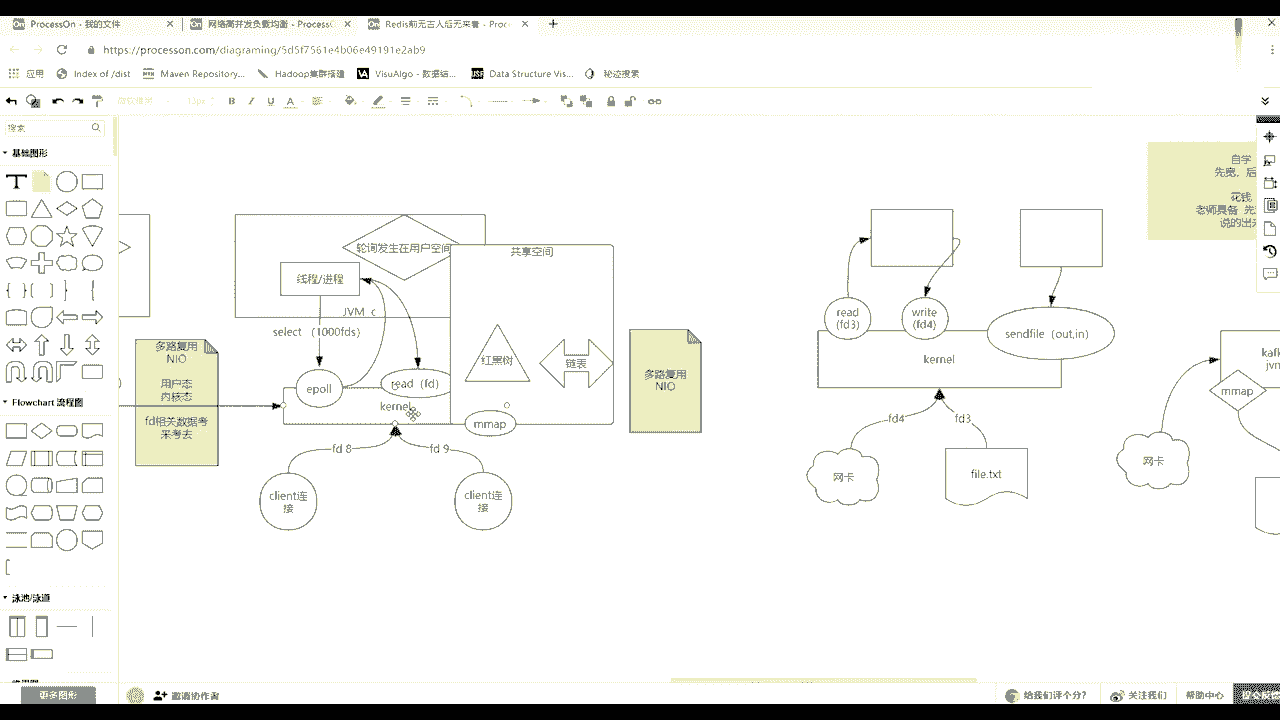 ProcessOn - 我的文件
网络高并发负载均衡 - ProcessO
Redis前无古人后无来者 - Proc
https://processon.com/diagraming/5d5f7561e4b06e49191e2ab9
应用
Index of /dist
Maven Repository:...
Hadoop集群搭建
VisuAlgo - 数据结...
Data Structure Vis...
秘迹搜索
13px
B
I
U
A
搜索
基础图形
T
Flowchart 流程图
泳池/泳道
更多图形
轮询发生在用户空间
线程/进程
JVM c
select （1000fds）
共享空间
红黑树
链表
epoll
read（fd）
kernel
mmap
fd 8
fd 9
client连
接
client连
接
多路复用
NIO
用户态
内核态
fd相关数据考
来考去
多路复用
NIO
read
(fd3)
write
(fd4)
sendfile（out,in）
kernel
fd4
fd3
网卡
file.txt
自学
先宽，后
花钱
老师具备 先
说的出来
kafk
jvm
mmap
网卡
邀请协作者
给我们评个分?
关注我们
帮助中心